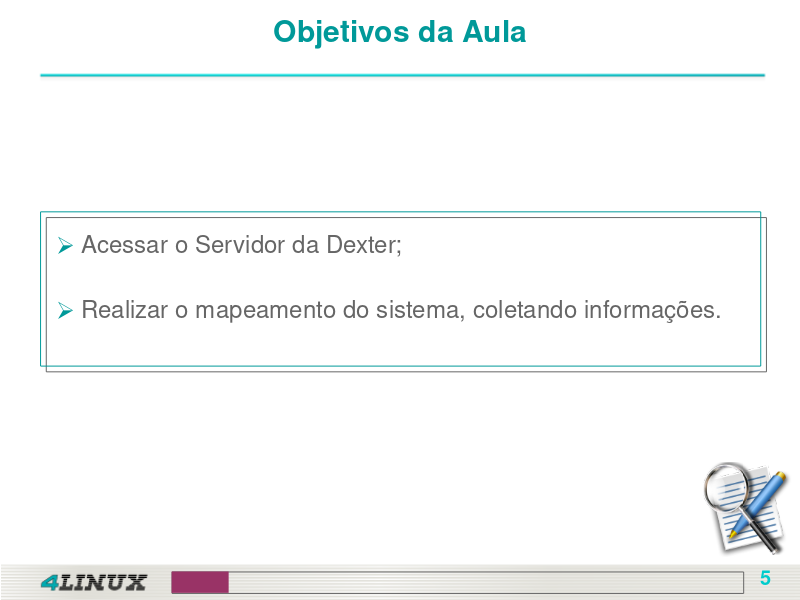 Objetivos da Aula
Acessar o Servidor da Dexter;
Realizar o mapeamento do sistema, coletando informações.
4LINUX
5